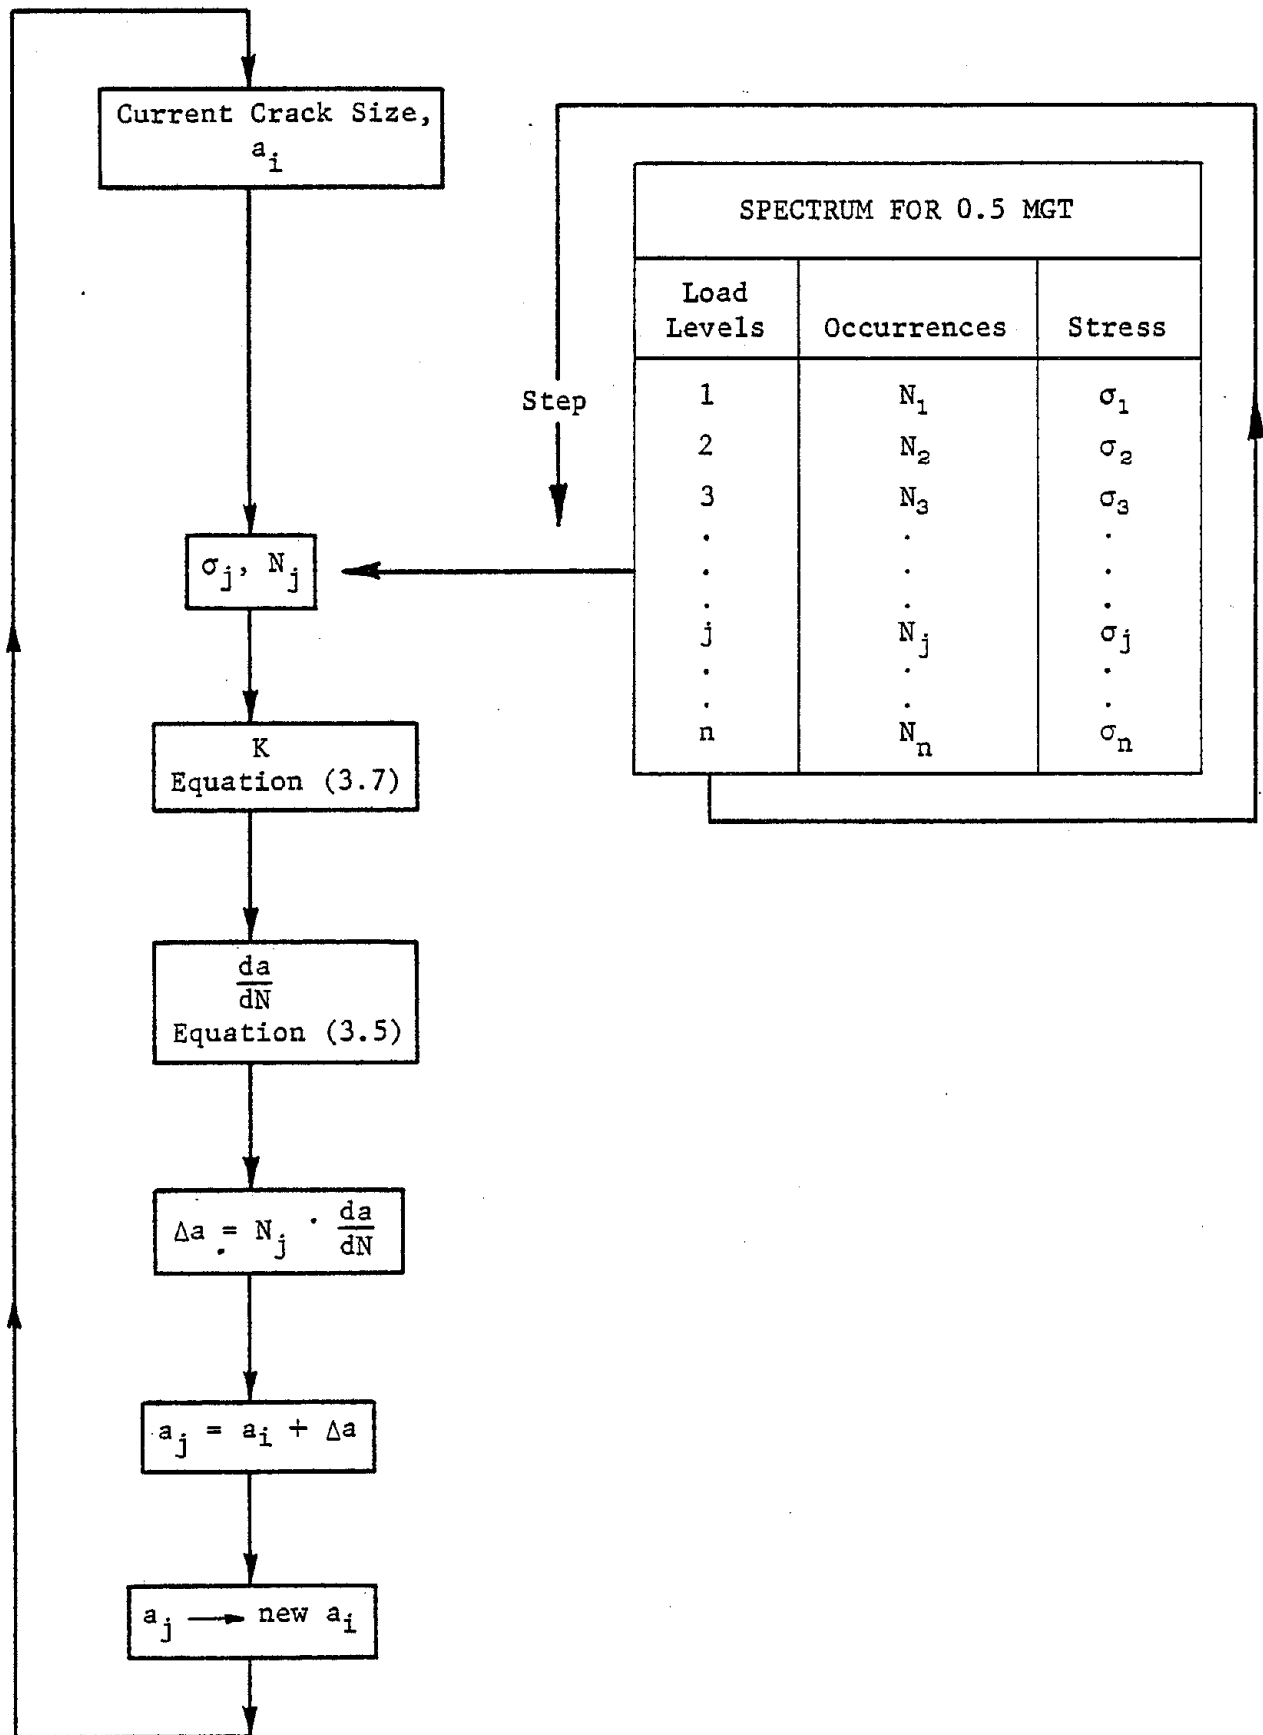 Current Crack Size,
a_i
σ_j, N_j
K
Equation (3.7)
da
dN
Equation (3.5)
Δa = N_j · da/dN
a_j = a_i + Δa
a_j → new a_i
Step
SPECTRUM FOR 0.5 MGT
Load
Levels Occurrences Stress
1 N_1 σ_1
2 N_2 σ_2
3 N_3 σ_3
. . .
. . .
. . .
j N_j σ_j
. . .
. . .
n N_n σ_n